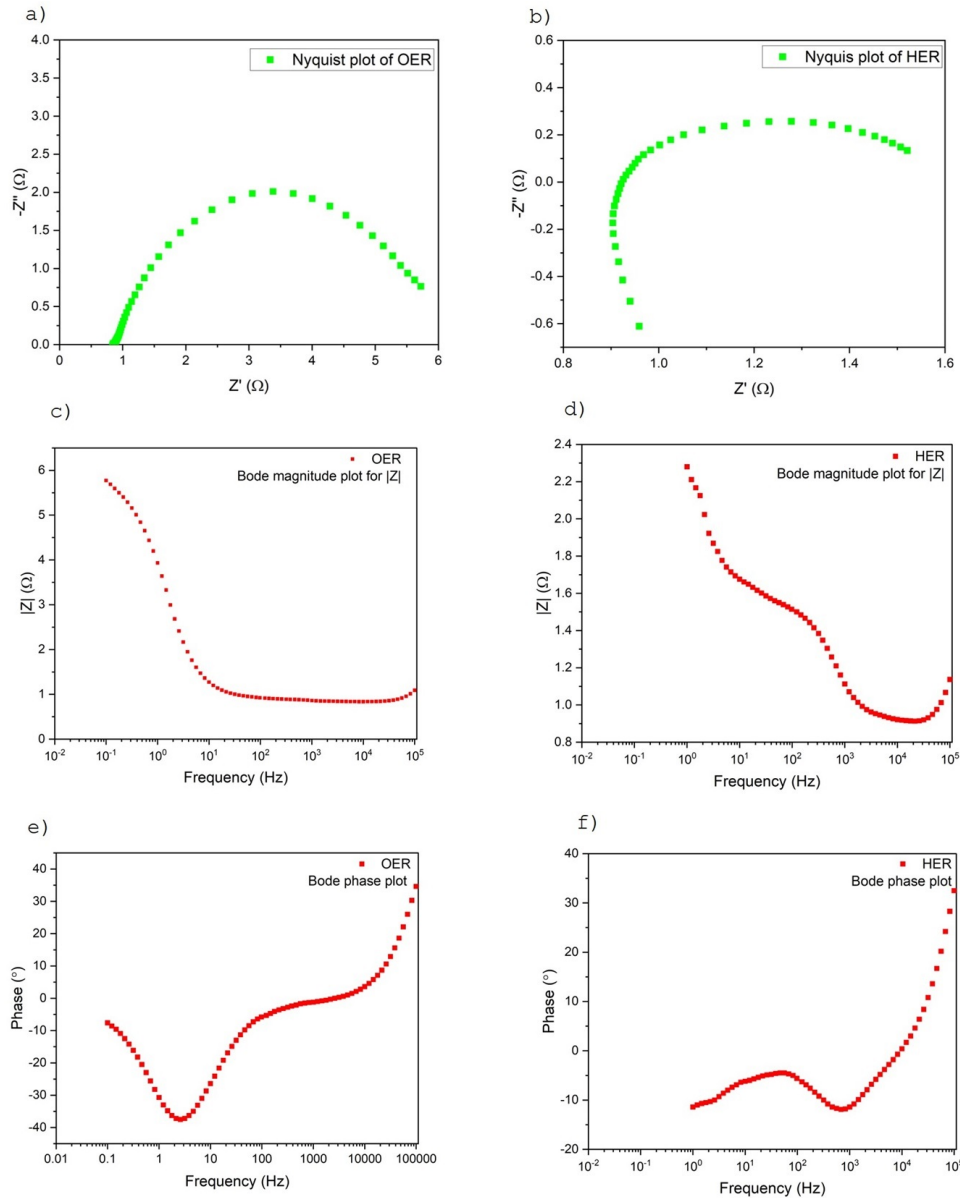 a)
4.0
3.5
3.0
2.5
2.0
1.5
1.0
0.5
0.0
-Z" (Ω)
Nyquist plot of OER
0 1 2 3 4 5 6
Z' (Ω)
b)
0.6
0.4
0.2
0.0
-0.2
-0.4
-0.6
-Z" (Ω)
Nyquis plot of HER
0.8 1.0 1.2 1.4 1.6
Z' (Ω)
c)
6
5
4
3
2
1
0
|Z| (Ω)
OER
Bode magnitude plot for |Z|
10⁻² 10⁻¹ 10⁰ 10¹ 10² 10³ 10⁴ 10⁵
Frequency (Hz)
d)
2.4
2.2
2.0
1.8
1.6
1.4
1.2
1.0
0.8
|Z| (Ω)
HER
Bode magnitude plot for |Z|
10⁻² 10⁻¹ 10⁰ 10¹ 10² 10³ 10⁴ 10⁵
Frequency (Hz)
e)
40
30
20
10
0
-10
-20
-30
-40
Phase (°)
OER
Bode phase plot
0.01 0.1 1 10 100 1000 10000 100000
Frequency (Hz)
f)
40
30
20
10
0
-10
-20
Phase (°)
HER
Bode phase plot
10⁻² 10⁻¹ 10⁰ 10¹ 10² 10³ 10⁴ 10⁵
Frequency (Hz)